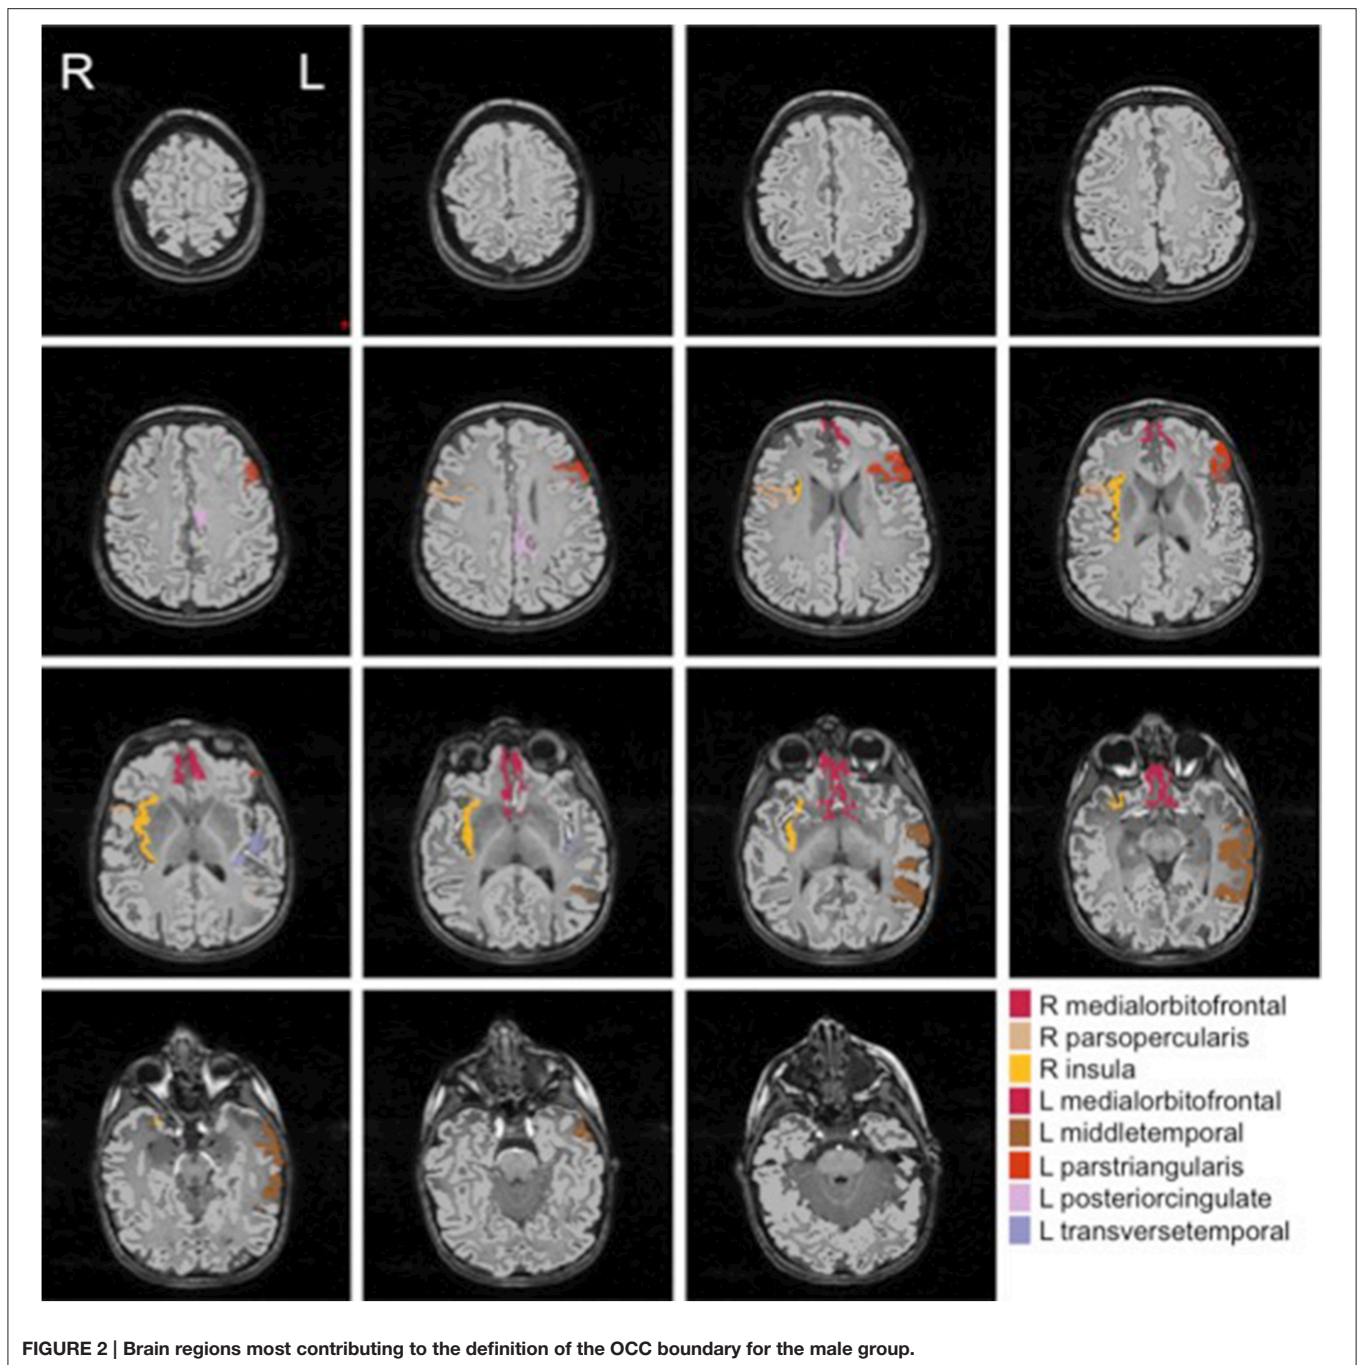 R L
R medialorbitofrontal
R parsopercularis
R insula
L medialorbitofrontal
L middletemporal
L parstriangularis
L posteriorcingulate
L transversetemporal
FIGURE 2 | Brain regions most contributing to the definition of the OCC boundary for the male group.